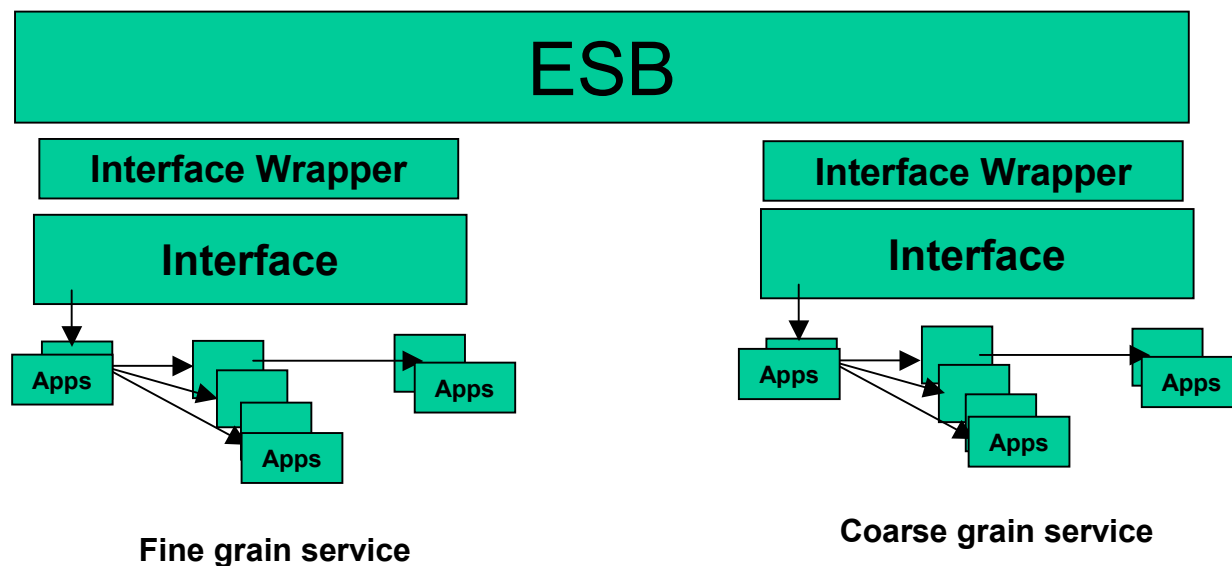 ESB
Interface Wrapper
Interface
Apps
Apps
Apps
Fine grain service
Interface Wrapper
Interface
Apps
Apps
Apps
Coarse grain service